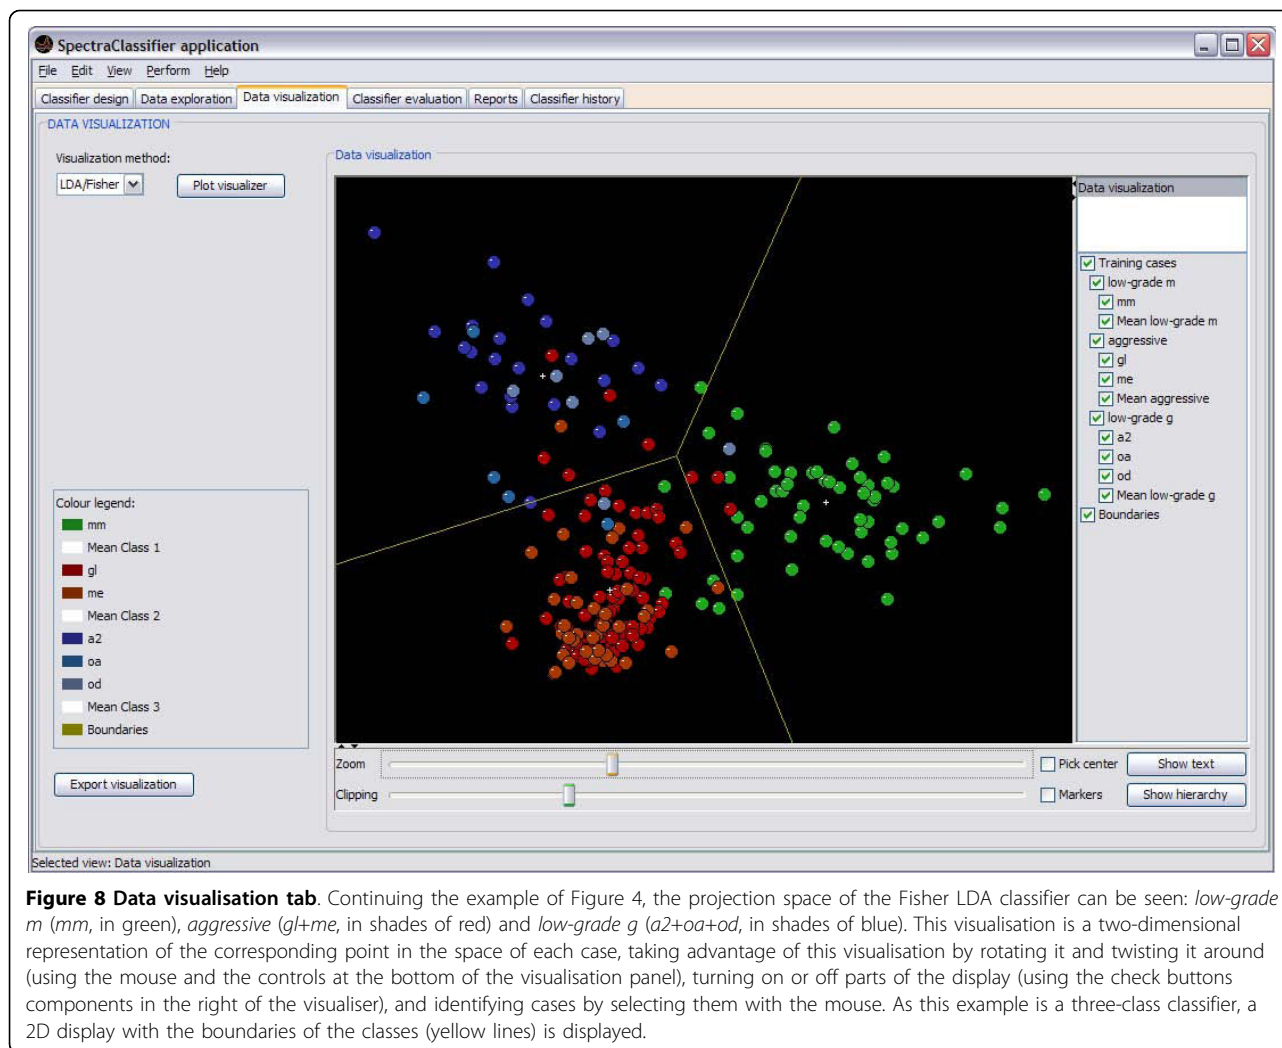 SpectraClassifier application
File Edit View Perform Help
Classifier design Data exploration Data visualization Classifier evaluation Reports Classifier history
DATA VISUALIZATION
Visualization method:
LDA/Fisher Plot visualizer
Data visualization
Data visualization
Training cases
low-grade m
mm
Mean low-grade m
aggressive
gl
me
Mean aggressive
low-grade g
a2
oa
od
Mean low-grade g
Boundaries
Colour legend:
mm
Mean Class 1
gl
me
Mean Class 2
a2
oa
od
Mean Class 3
Boundaries
Export visualization
Zoom Pick center Show text
Clipping Markers Show hierarchy
Selected view: Data visualization
Figure 8 Data visualisation tab. Continuing the example of Figure 4, the projection space of the Fisher LDA classifier can be seen: low-grade
m (mm, in green), aggressive (gl+me, in shades of red) and low-grade g (a2+oa+od, in shades of blue). This visualisation is a two-dimensional
representation of the corresponding point in the space of each case, taking advantage of this visualisation by rotating it and twisting it around
(using the mouse and the controls at the bottom of the visualisation panel), turning on or off parts of the display (using the check buttons
components in the right of the visualiser), and identifying cases by selecting them with the mouse. As this example is a three-class classifier, a
2D display with the boundaries of the classes (yellow lines) is displayed.